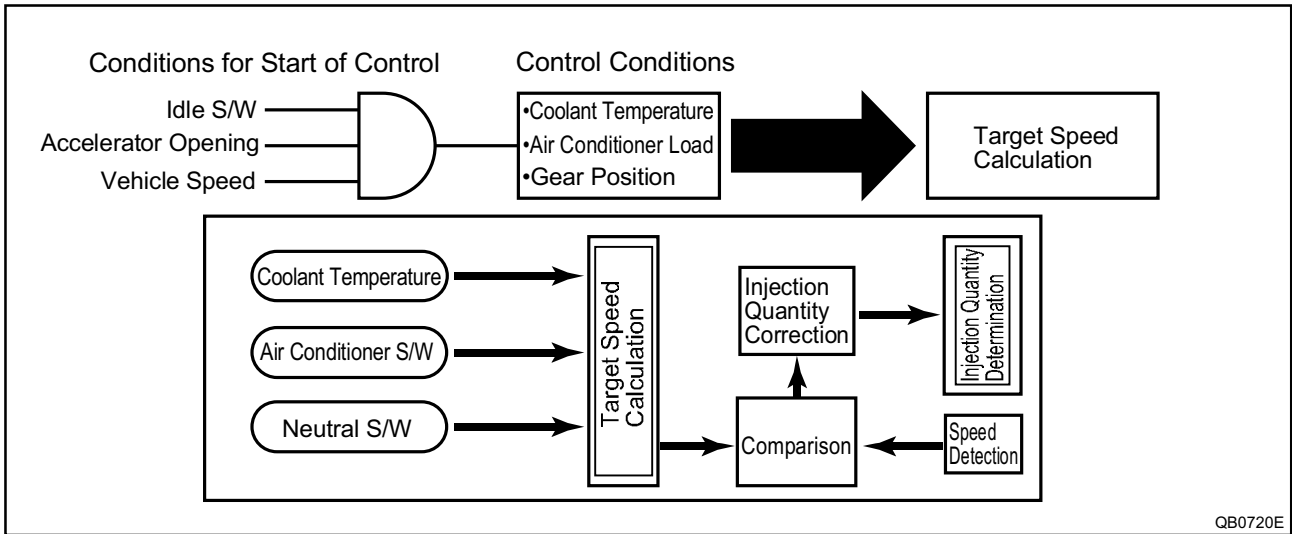 Conditions for Start of Control
Control Conditions
Idle S/W
Accelerator Opening
Vehicle Speed
•Coolant Temperature
•Air Conditioner Load
•Gear Position
Target Speed
Calculation
Coolant Temperature
Air Conditioner S/W
Neutral S/W
Target Speed
Calculation
Injection
Quantity
Correction
Injection Quantity
Determination
Comparison
Speed
Detection
QB0720E